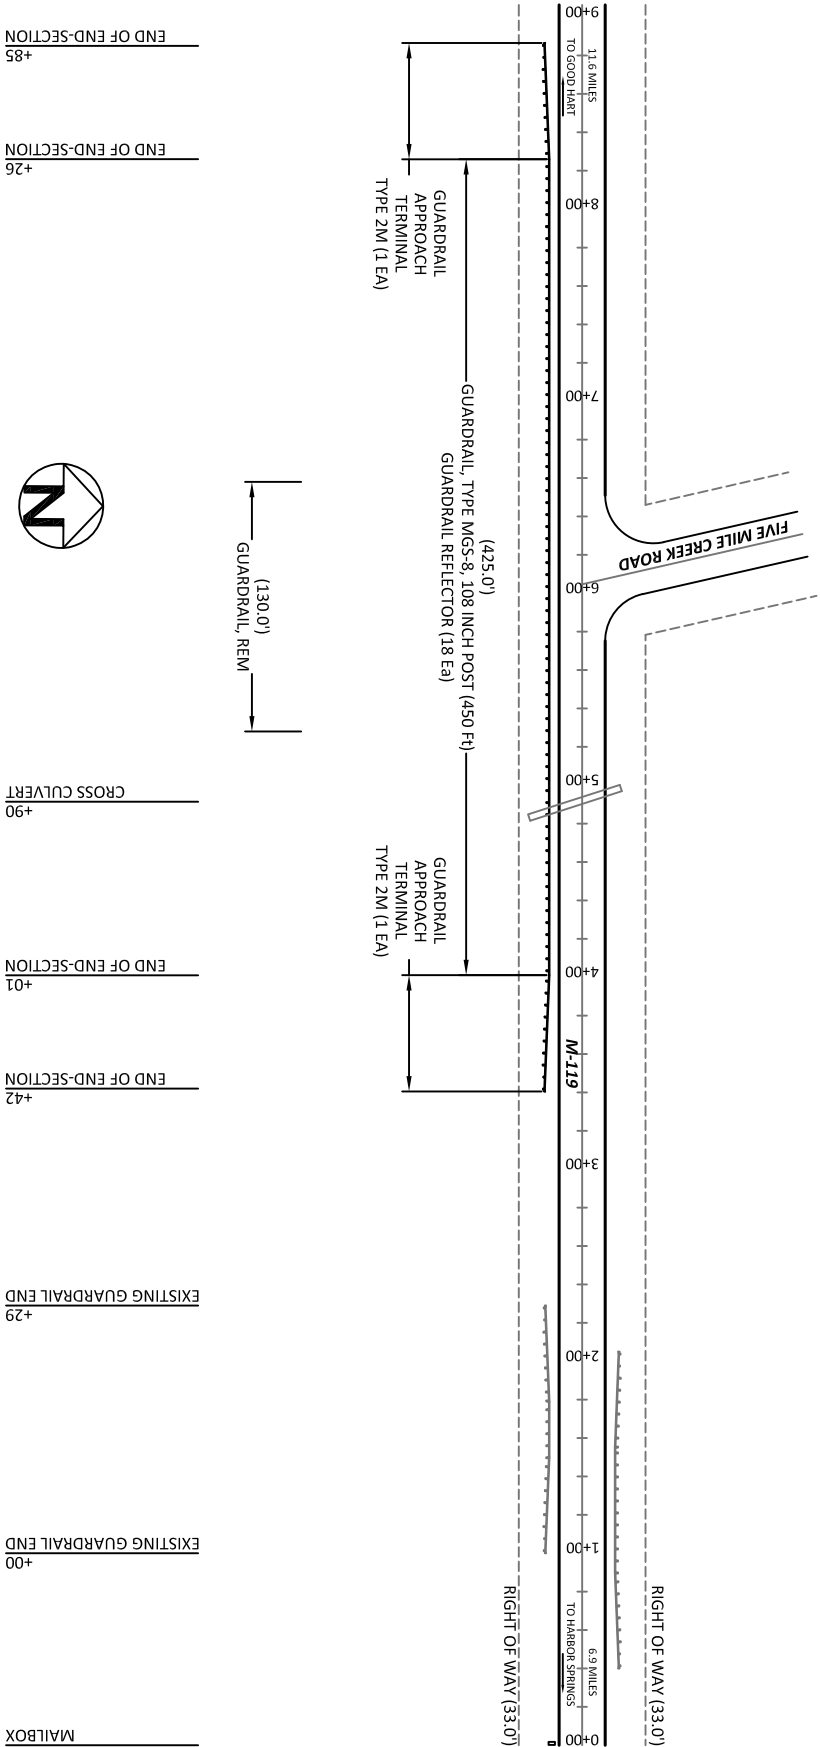 END OF END-SECTION
+85
END OF END-SECTION
+26
9+00
11.6 MILES
TO GOOD HART
8+00
GUARDRAIL
APPROACH
TERMINAL
TYPE 2M (1 EA)
7+00
N
(425.0')
GUARDRAIL, TYPE MGS-8, 108 INCH POST (450 Ft)
GUARDRAIL REFLECTOR (18 Ea)
(130.0')
GUARDRAIL, REM
FIVE MILE CREEK ROAD
6+00
5+00
CROSS CULVERT
+90
GUARDRAIL
APPROACH
TERMINAL
TYPE 2M (1 EA)
END OF END-SECTION
+01
4+00
M-119
END OF END-SECTION
+42
3+00
EXISTING GUARDRAIL END
+29
2+00
EXISTING GUARDRAIL END
+00
1+00
RIGHT OF WAY (33.0')
6.9 MILES
TO HARBOR SPRINGS
RIGHT OF WAY (33.0')
MAILBOX
0+00